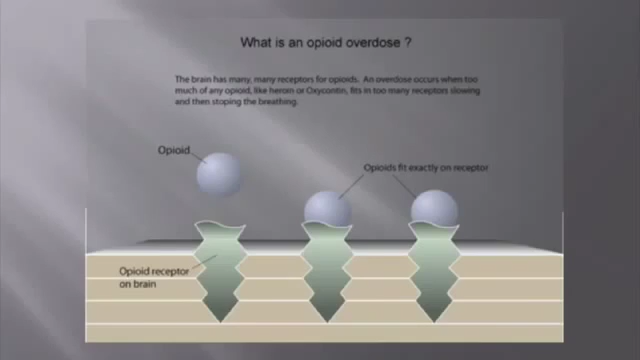 What is an opioid overdose ?
The brain has many, many receptors for opioids. An overdose occurs when too
much of any opioid, like heroin or Oxycontin, fits in too many receptors slowing
and then stoping the breathing.
Opioid
Opioids fit exactly on receptor
Opioid receptor
on brain